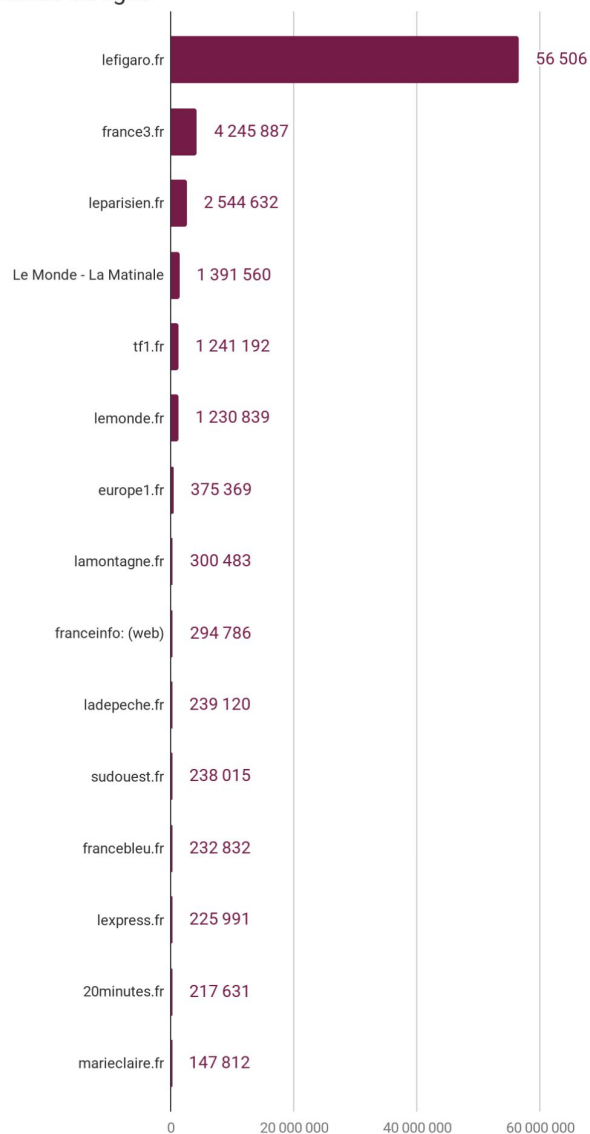 lefigaro.fr 56 506
france3.fr 4 245 887
leparisien.fr 2 544 632
Le Monde - La Matinale 1 391 560
tf1.fr 1 241 192
lemonde.fr 1 230 839
europe1.fr 375 369
lamontagne.fr 300 483
franceinfo: (web) 294 786
ladepeche.fr 239 120
sudouest.fr 238 015
francebleu.fr 232 832
lexpress.fr 225 991
20minutes.fr 217 631
marieclaire.fr 147 812
0 20 000 000 40 000 000 60 000 000